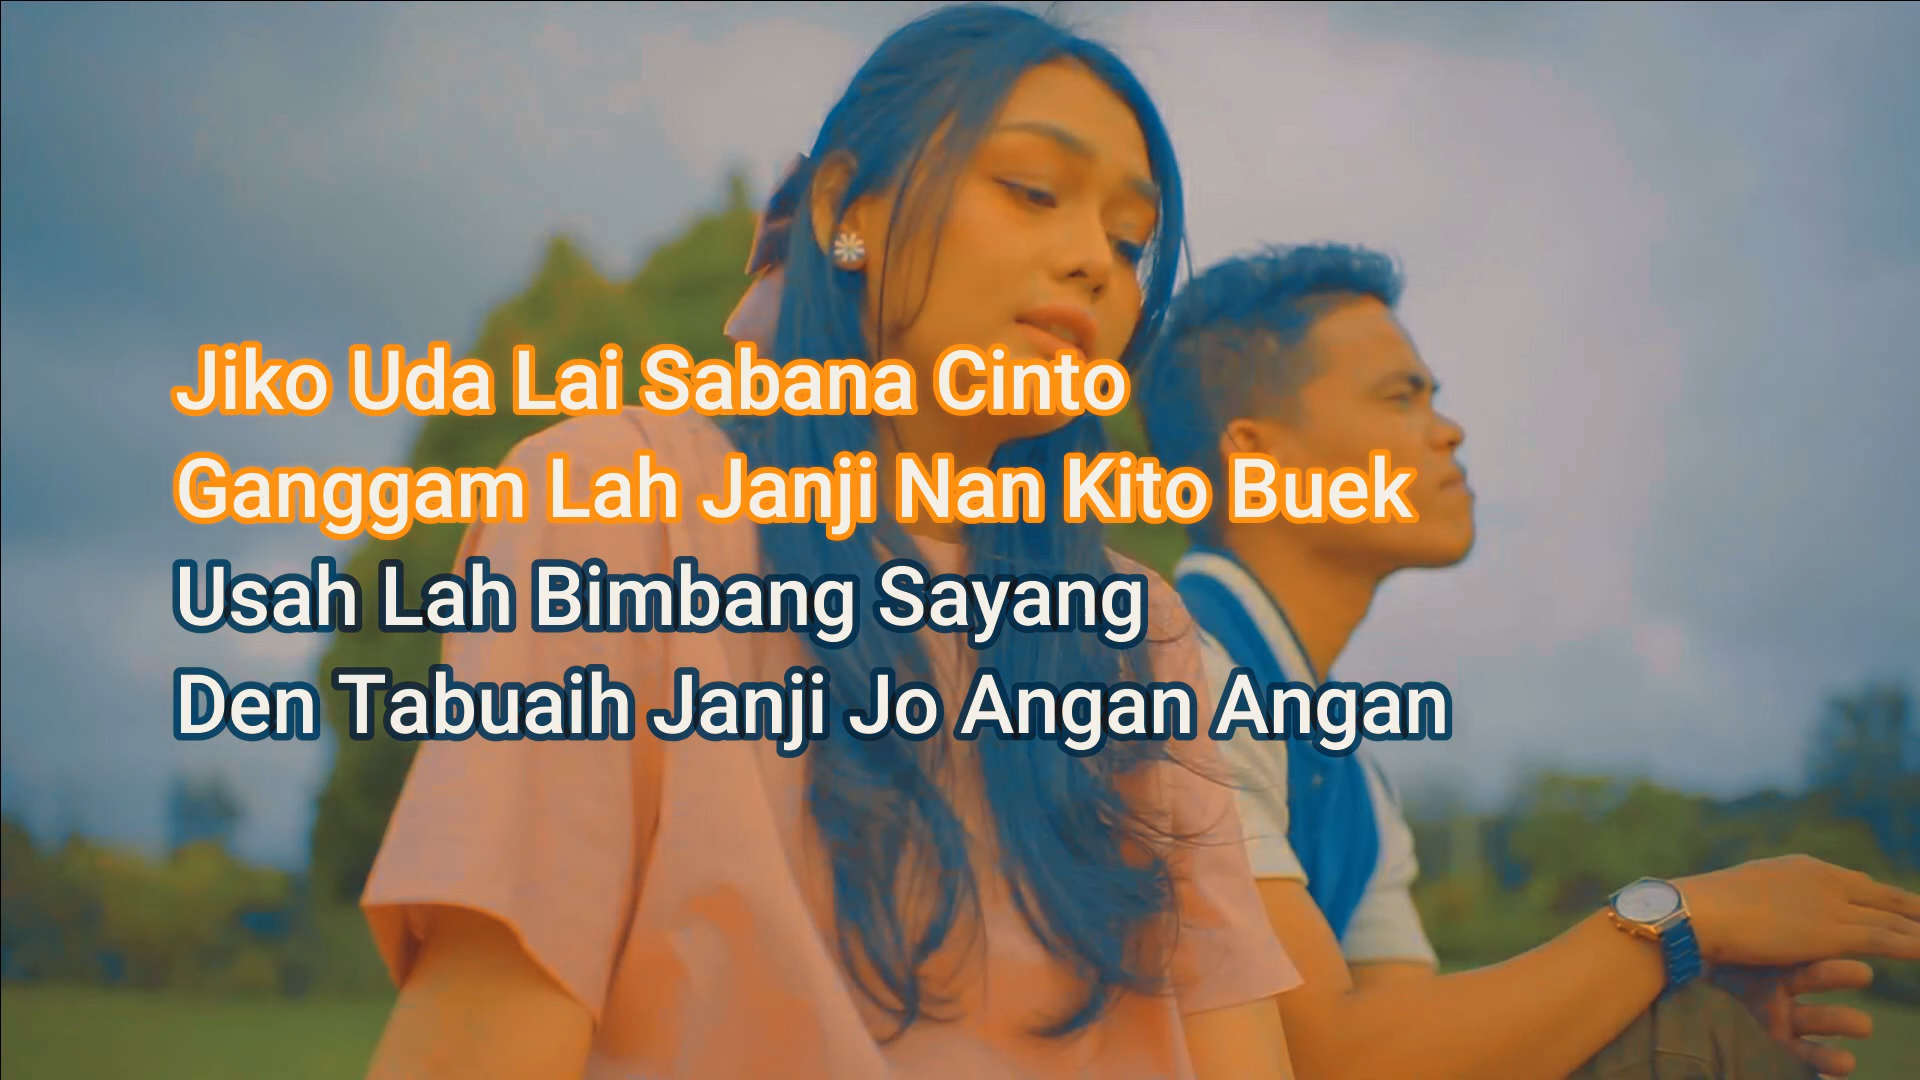 Jiko Uda Lai Sabana Cinto
Ganggam Lah Janji Nan Kito Buek
Usah Lah Bimbang Sayang
Den Tabuaih Janji Jo Angan Angan